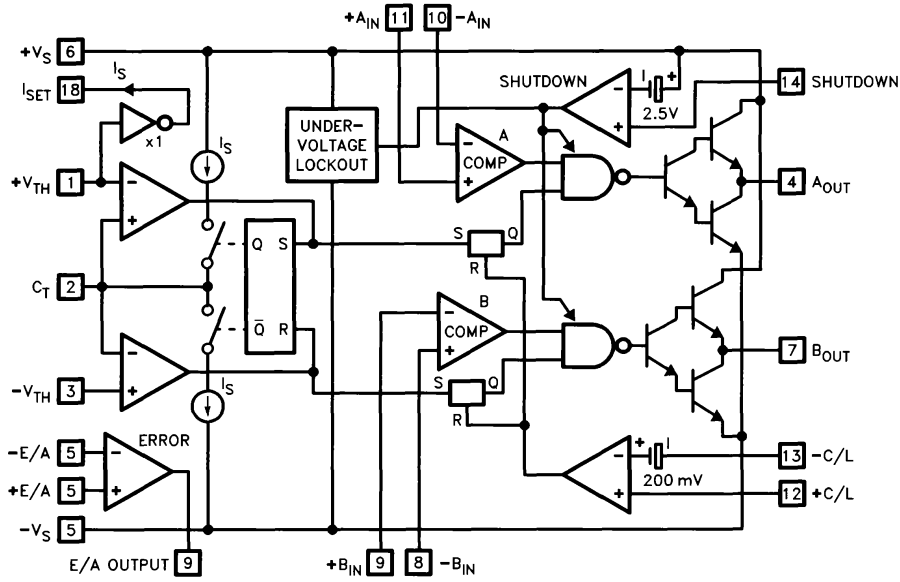 +A_IN 11 10 −A_IN
+V_S 6
I_SET 18 I_S
x1
+V_TH 1
I_S
UNDER-
VOLTAGE
LOCKOUT
SHUTDOWN I +
2.5V
14 SHUTDOWN
− +
A
− COMP +
4 A_OUT
− +
Q S
S Q
R
C_T 2
Q̅ R
B
− COMP +
7 B_OUT
− +
S Q
R
−V_TH 3
I_S
−E/A 5
ERROR
− +
+E/A 5
−V_S 5
+ I
200 mV
− +
13 −C/L
12 +C/L
E/A OUTPUT 9
+B_IN 9 8 −B_IN